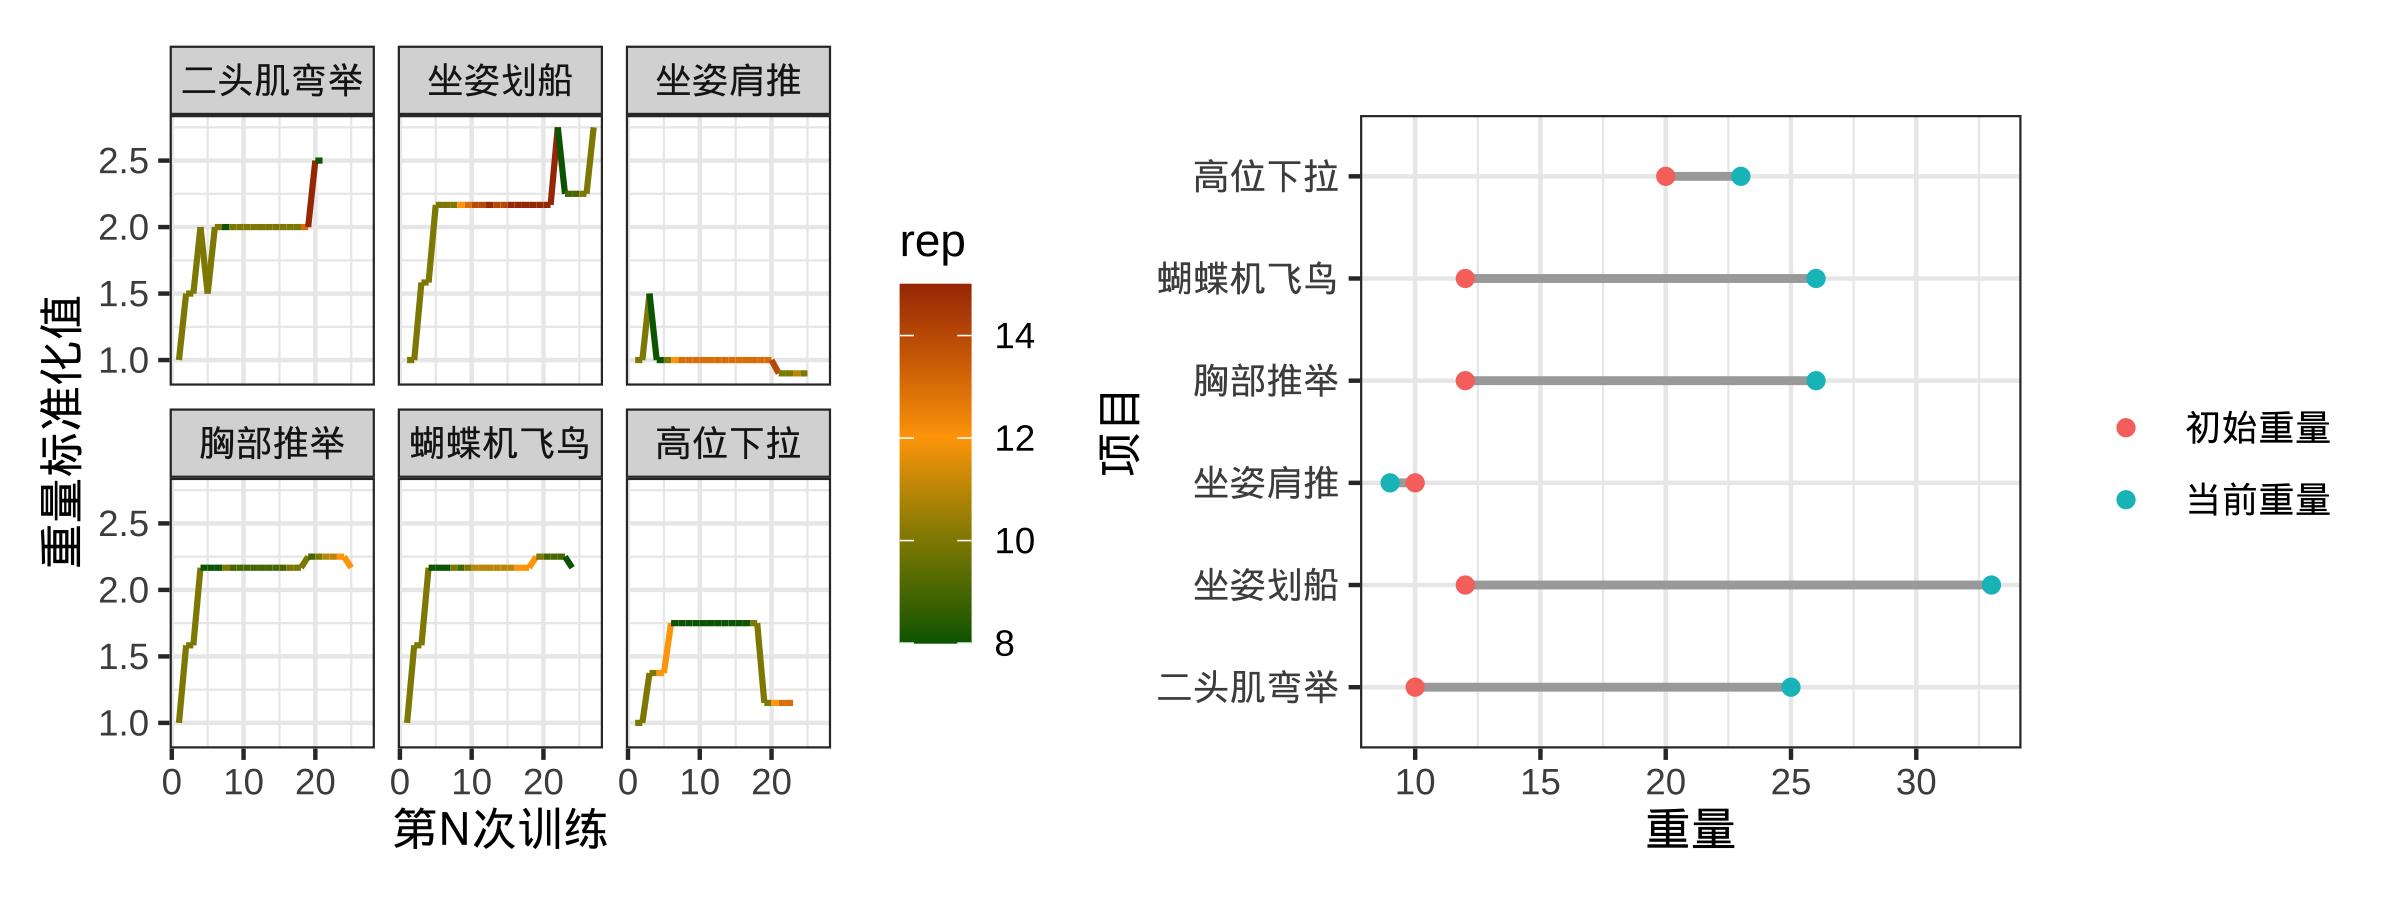 二头肌弯举
坐姿划船
坐姿肩推
2.5
2.0
1.5
1.0
胸部推举
蝴蝶机飞鸟
高位下拉
2.5
2.0
1.5
1.0
0 10 20
0 10 20
0 10 20
第N次训练
重量标准化值
rep
14
12
10
8
项目
高位下拉
蝴蝶机飞鸟
胸部推举
坐姿肩推
坐姿划船
二头肌弯举
10 15 20 25 30
重量
初始重量
当前重量